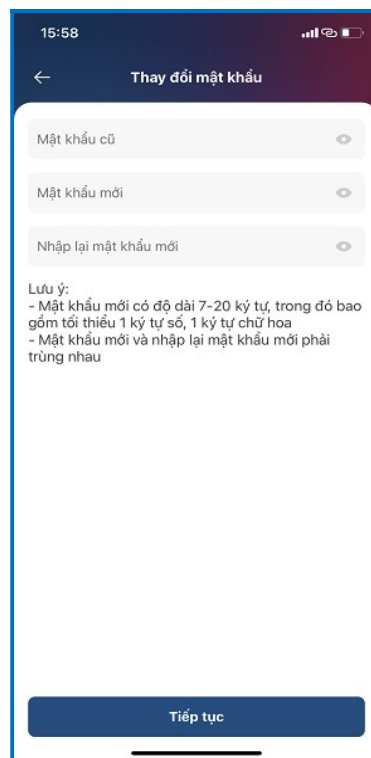 15:58
Thay đổi mật khẩu
Mật khẩu cũ
Mật khẩu mới
Nhập lại mật khẩu mới
Lưu ý:
- Mật khẩu mới có độ dài 7-20 ký tự, trong đó bao
gồm tối thiểu 1 ký tự số, 1 ký tự chữ hoa
- Mật khẩu mới và nhập lại mật khẩu mới phải
trùng nhau
Tiếp tục